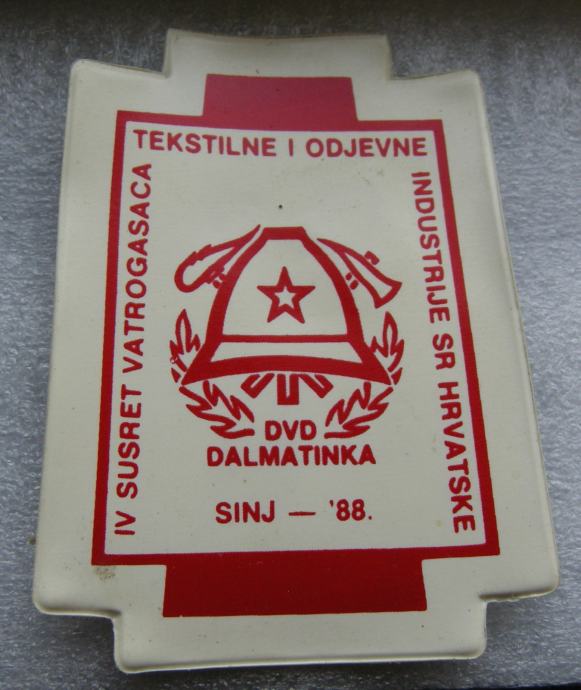 IV SUSRET VATROGASACA
TEKSTILNE I ODJEVNE
INDUSTRIJE SR HRVATSKE
DVD
DALMATINKA
SINJ — '88.